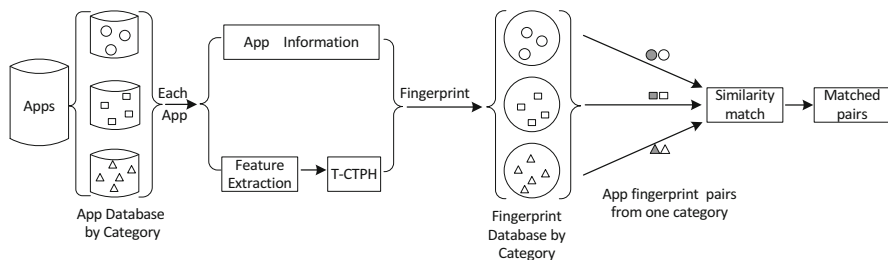 Apps
App Database
by Category
Each
App
App Information
Feature
Extraction
T-CTPH
Fingerprint
Fingerprint
Database by
Category
App fingerprint pairs
from one category
Similarity
match
Matched
pairs